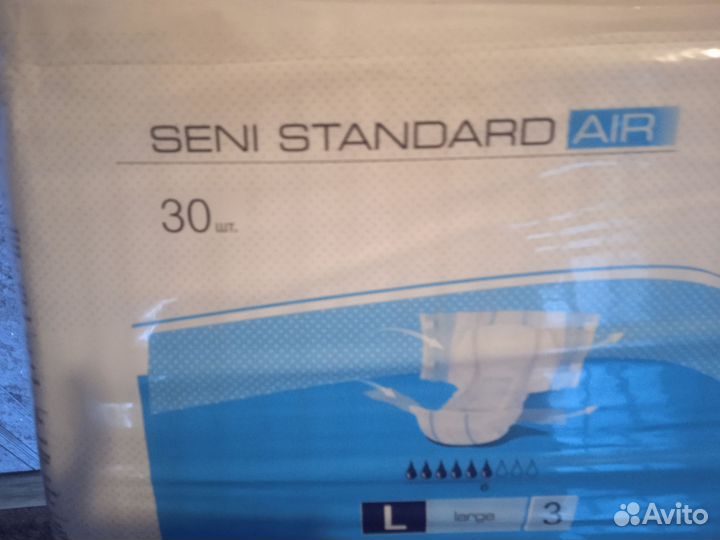 SENI STANDARD AIR
30 шт.
L large 3
Avito